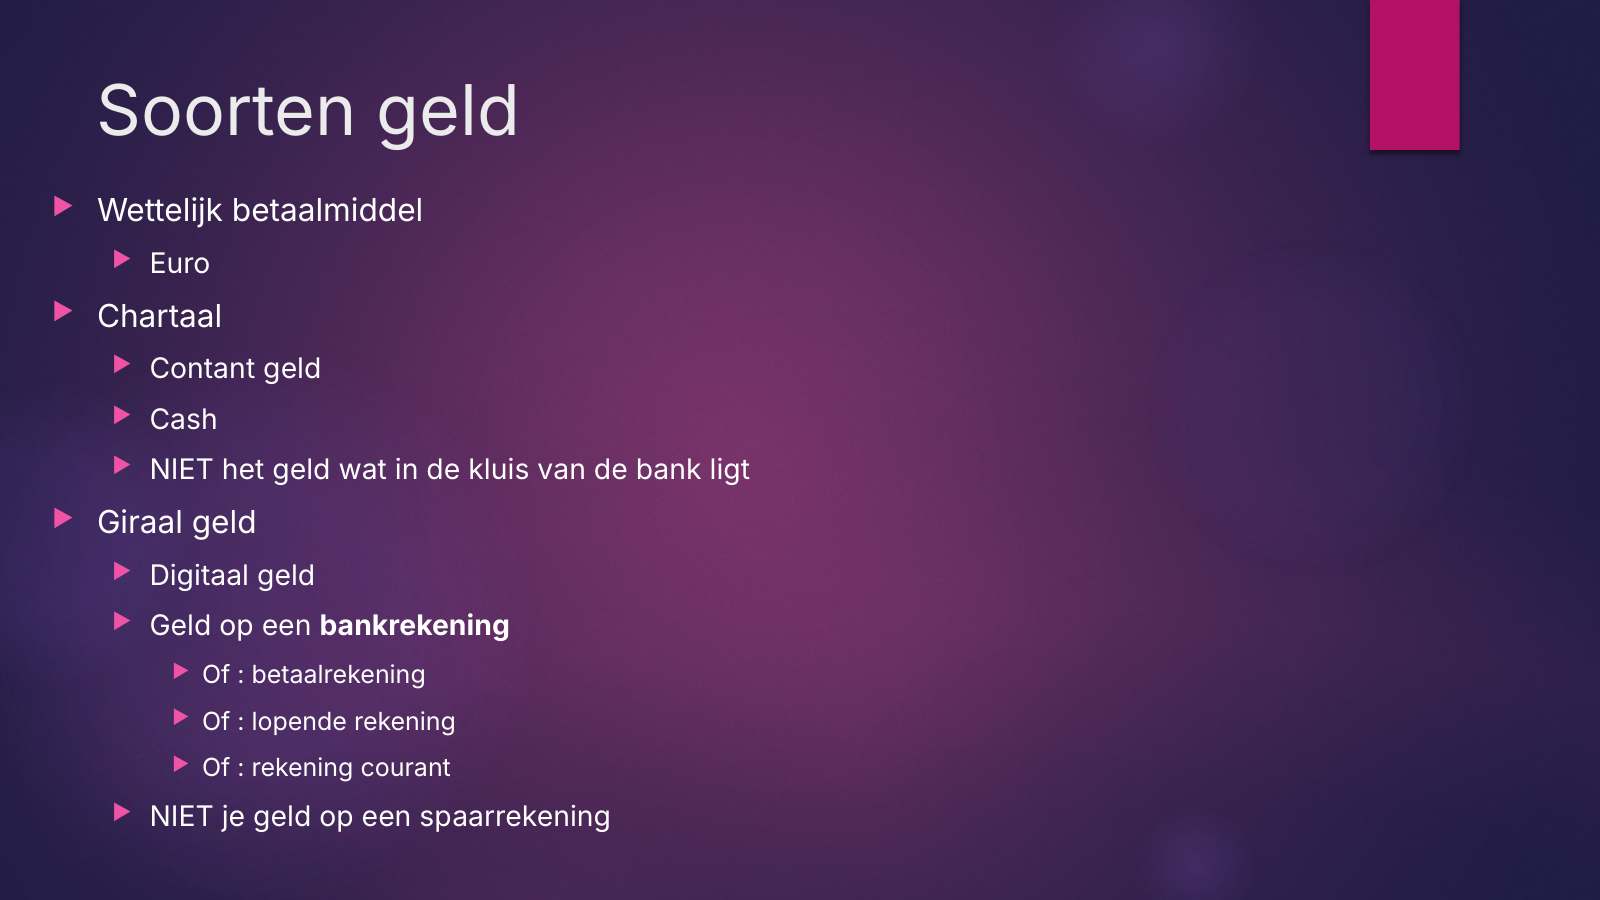 Soorten geld
Wettelijk betaalmiddel
Euro
Chartaal
Contant geld
Cash
NIET het geld wat in de kluis van de bank ligt
Giraal geld
Digitaal geld
Geld op een bankrekening
Of : betaalrekening
Of : lopende rekening
Of : rekening courant
NIET je geld op een spaarrekening